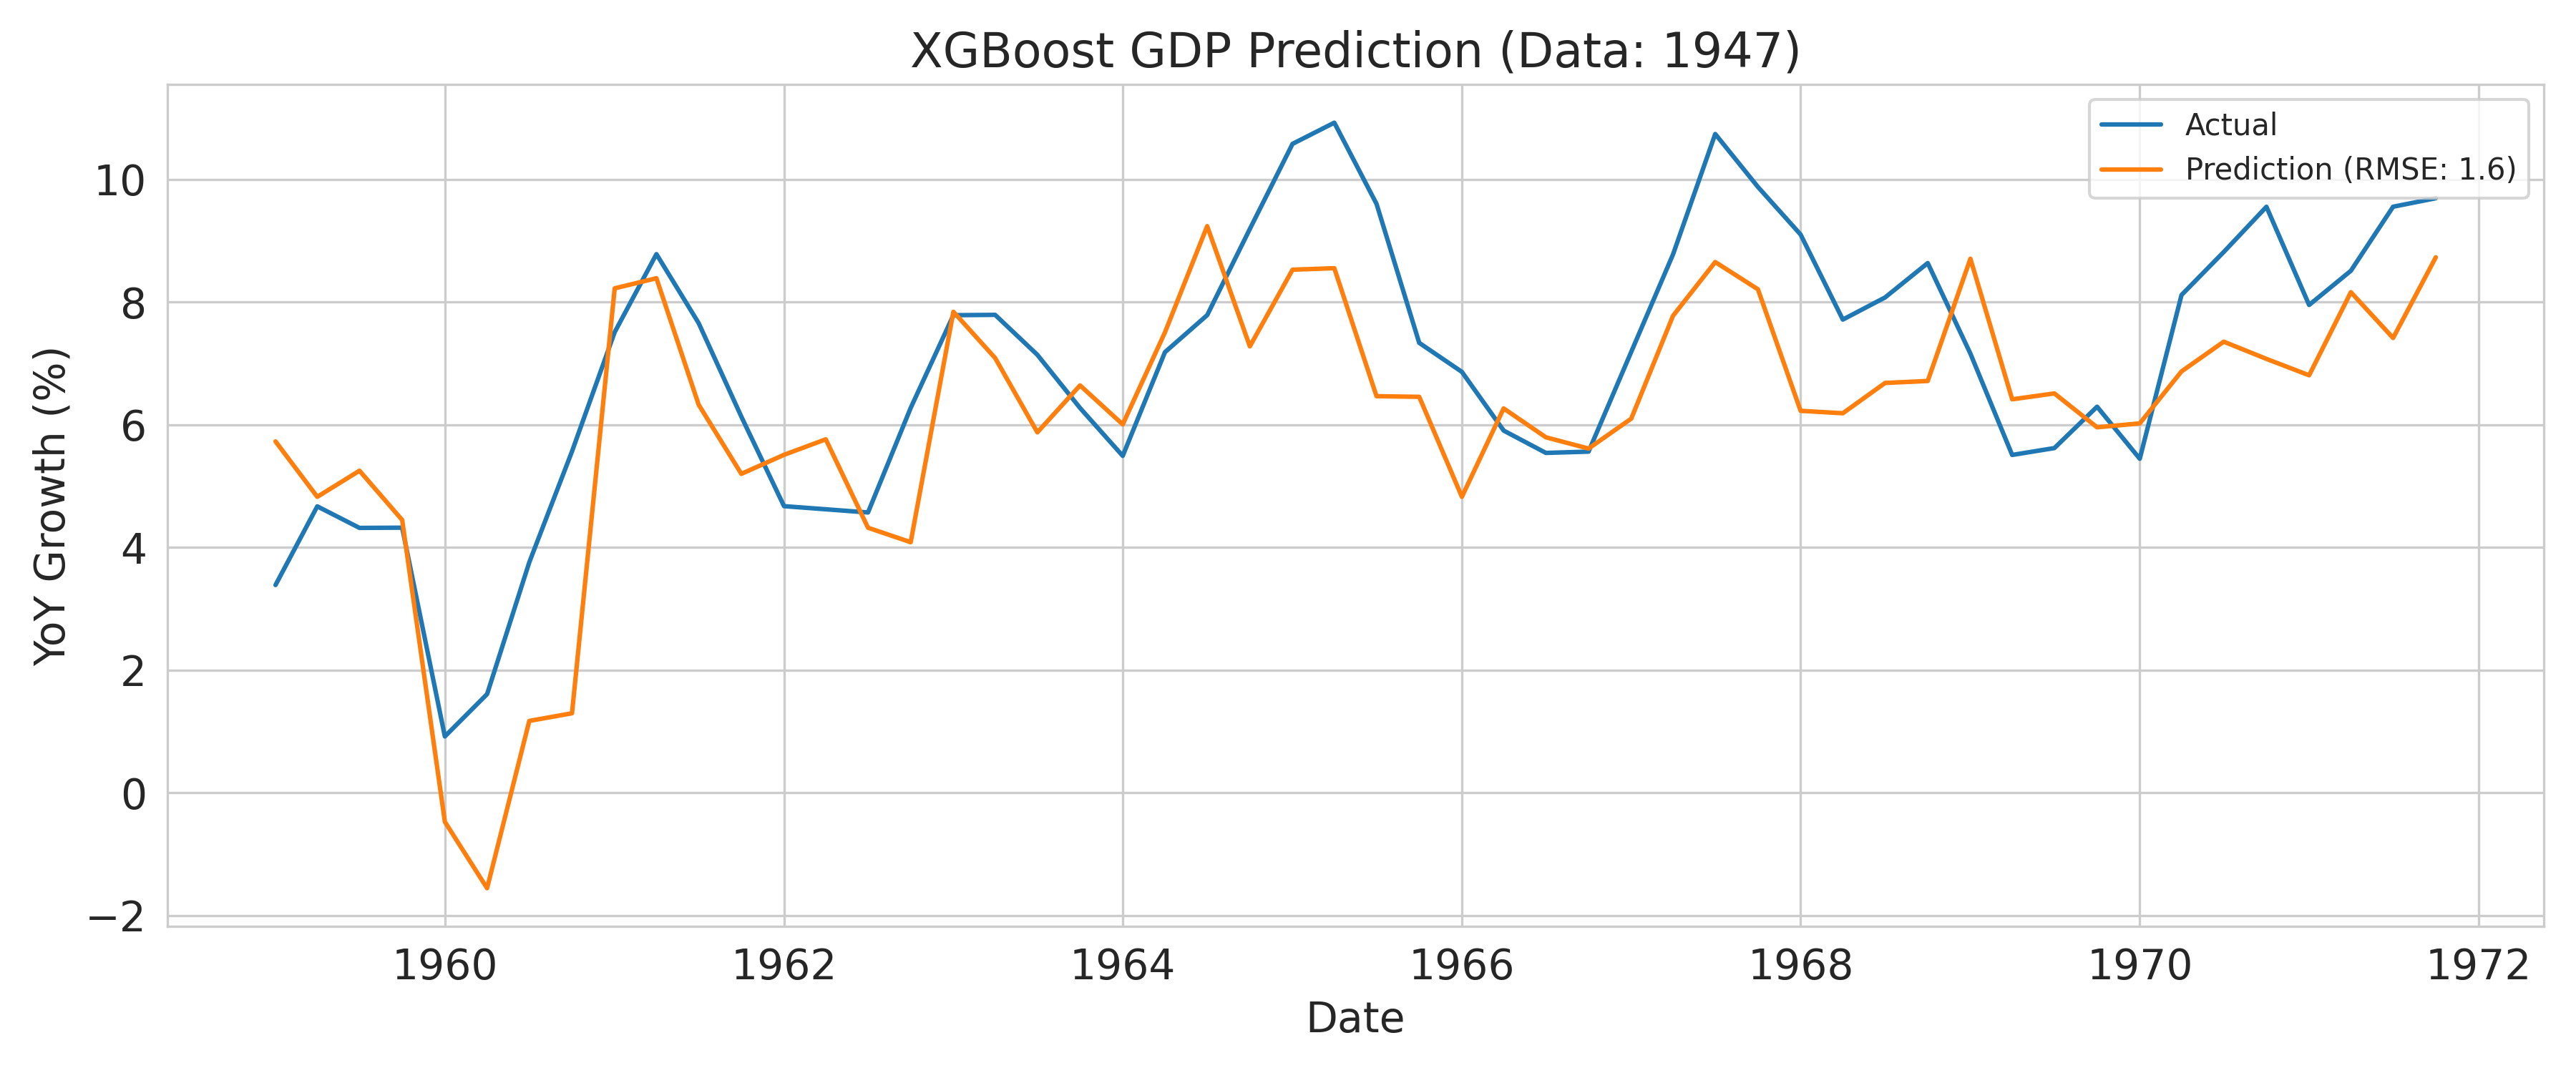 XGBoost GDP Prediction (Data: 1947)
Actual
Prediction (RMSE: 1.6)
YoY Growth (%)
10
8
6
4
2
0
−2
1960 1962 1964 1966 1968 1970 1972
Date